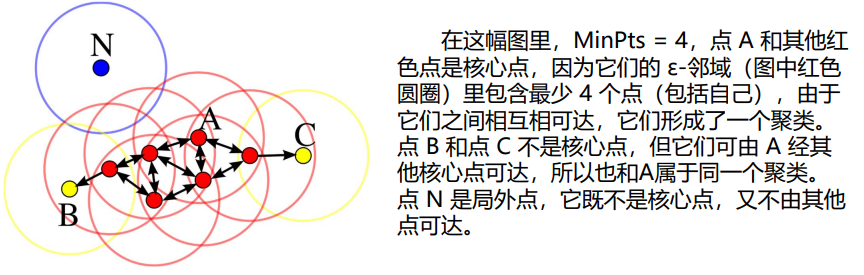 N
A
C
B
在这幅图里，MinPts = 4，点 A 和其他红
色点是核心点，因为它们的 ε-邻域（图中红色
圆圈）里包含最少 4 个点（包括自己），由于
它们之间相互相可达，它们形成了一个聚类。
点 B 和点 C 不是核心点，但它们可由 A 经其
他核心点可达，所以也和A属于同一个聚类。
点 N 是局外点，它既不是核心点，又不由其他
点可达。